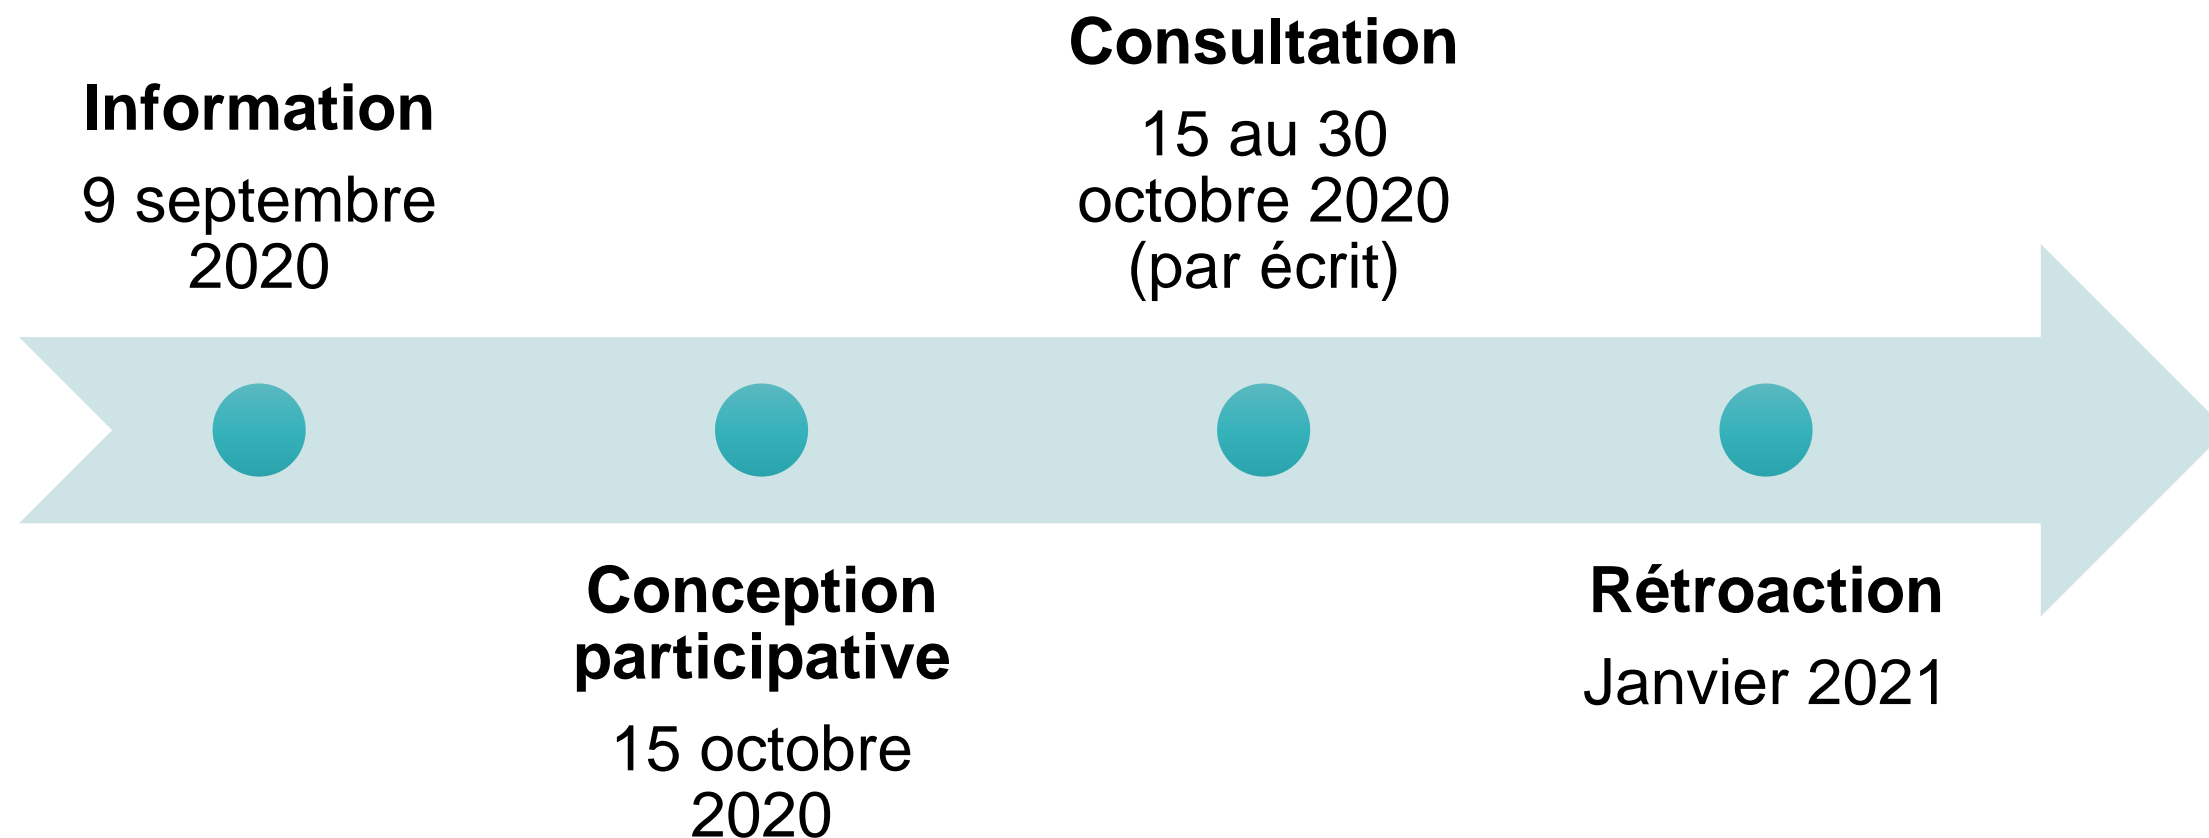 Information
9 septembre
2020
Conception
participative
15 octobre
2020
Consultation
15 au 30
octobre 2020
(par écrit)
Rétroaction
Janvier 2021